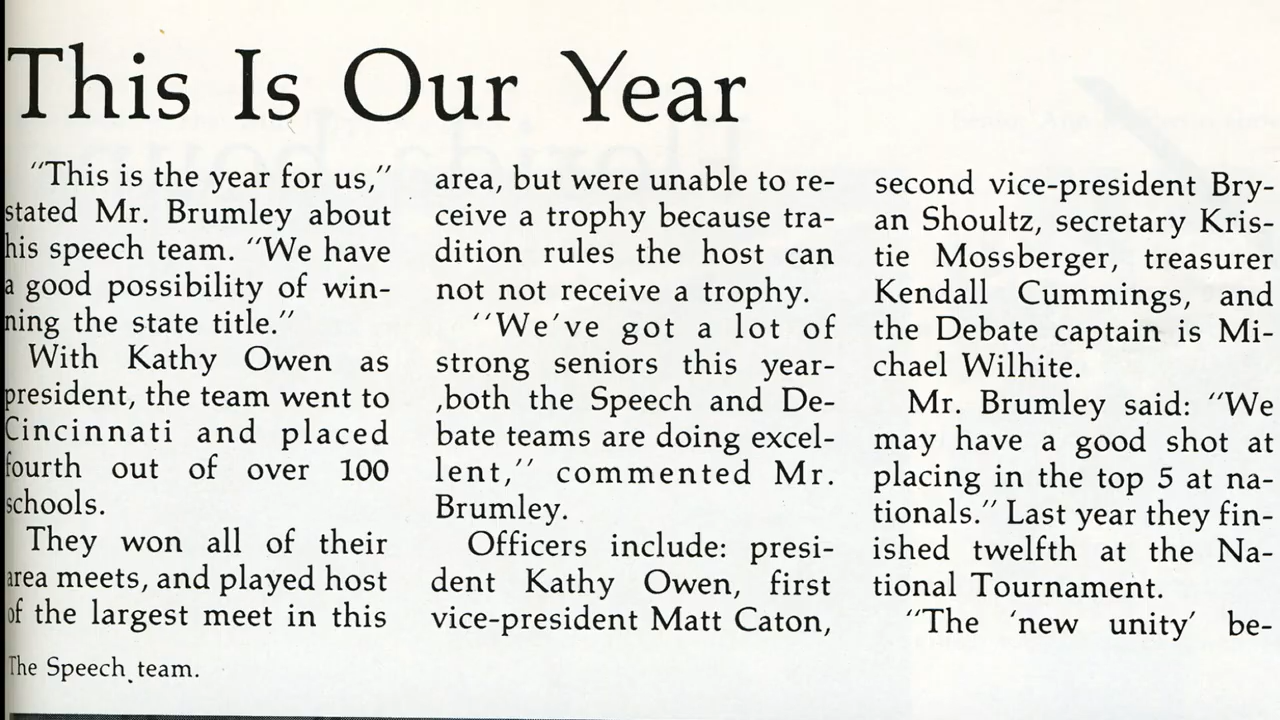 This Is Our Year
"This is the year for us,"
stated Mr. Brumley about
his speech team. "We have
a good possibility of win-
ning the state title."
With Kathy Owen as
president, the team went to
Cincinnati and placed
fourth out of over 100
schools.
They won all of their
area meets, and played host
of the largest meet in this
area, but were unable to re-
ceive a trophy because tra-
dition rules the host can
not not receive a trophy.
"We've got a lot of
strong seniors this year-
,both the Speech and De-
bate teams are doing excel-
lent," commented Mr.
Brumley.
Officers include: presi-
dent Kathy Owen, first
vice-president Matt Caton,
second vice-president Bry-
an Shoultz, secretary Kris-
tie Mossberger, treasurer
Kendall Cummings, and
the Debate captain is Mi-
chael Wilhite.
Mr. Brumley said: "We
may have a good shot at
placing in the top 5 at na-
tionals." Last year they fin-
ished twelfth at the Na-
tional Tournament.
"The 'new unity' be-
The Speech team.